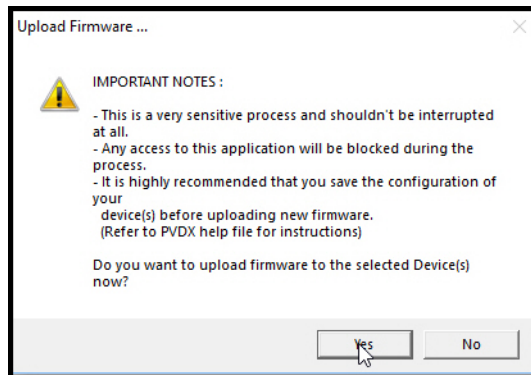 Upload Firmware ...
IMPORTANT NOTES :
- This is a very sensitive process and shouldn't be interrupted
at all.
- Any access to this application will be blocked during the
process.
- It is highly recommended that you save the configuration of
your
device(s) before uploading new firmware.
(Refer to PVDX help file for instructions)
Do you want to upload firmware to the selected Device(s)
now?
Yes
No